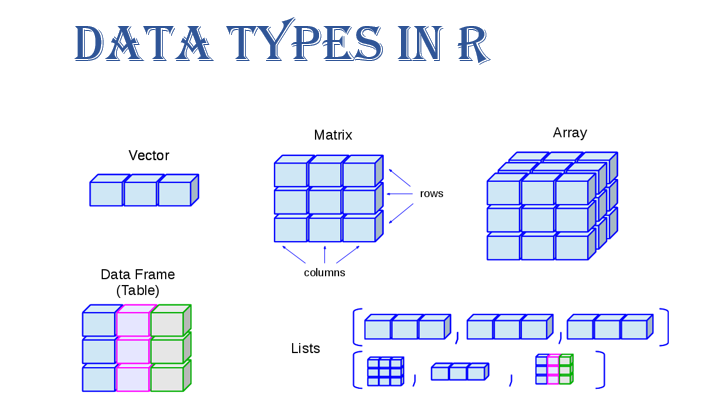 DATA TYPES IN R
Vector
Matrix
Array
rows
columns
Data Frame
(Table)
Lists